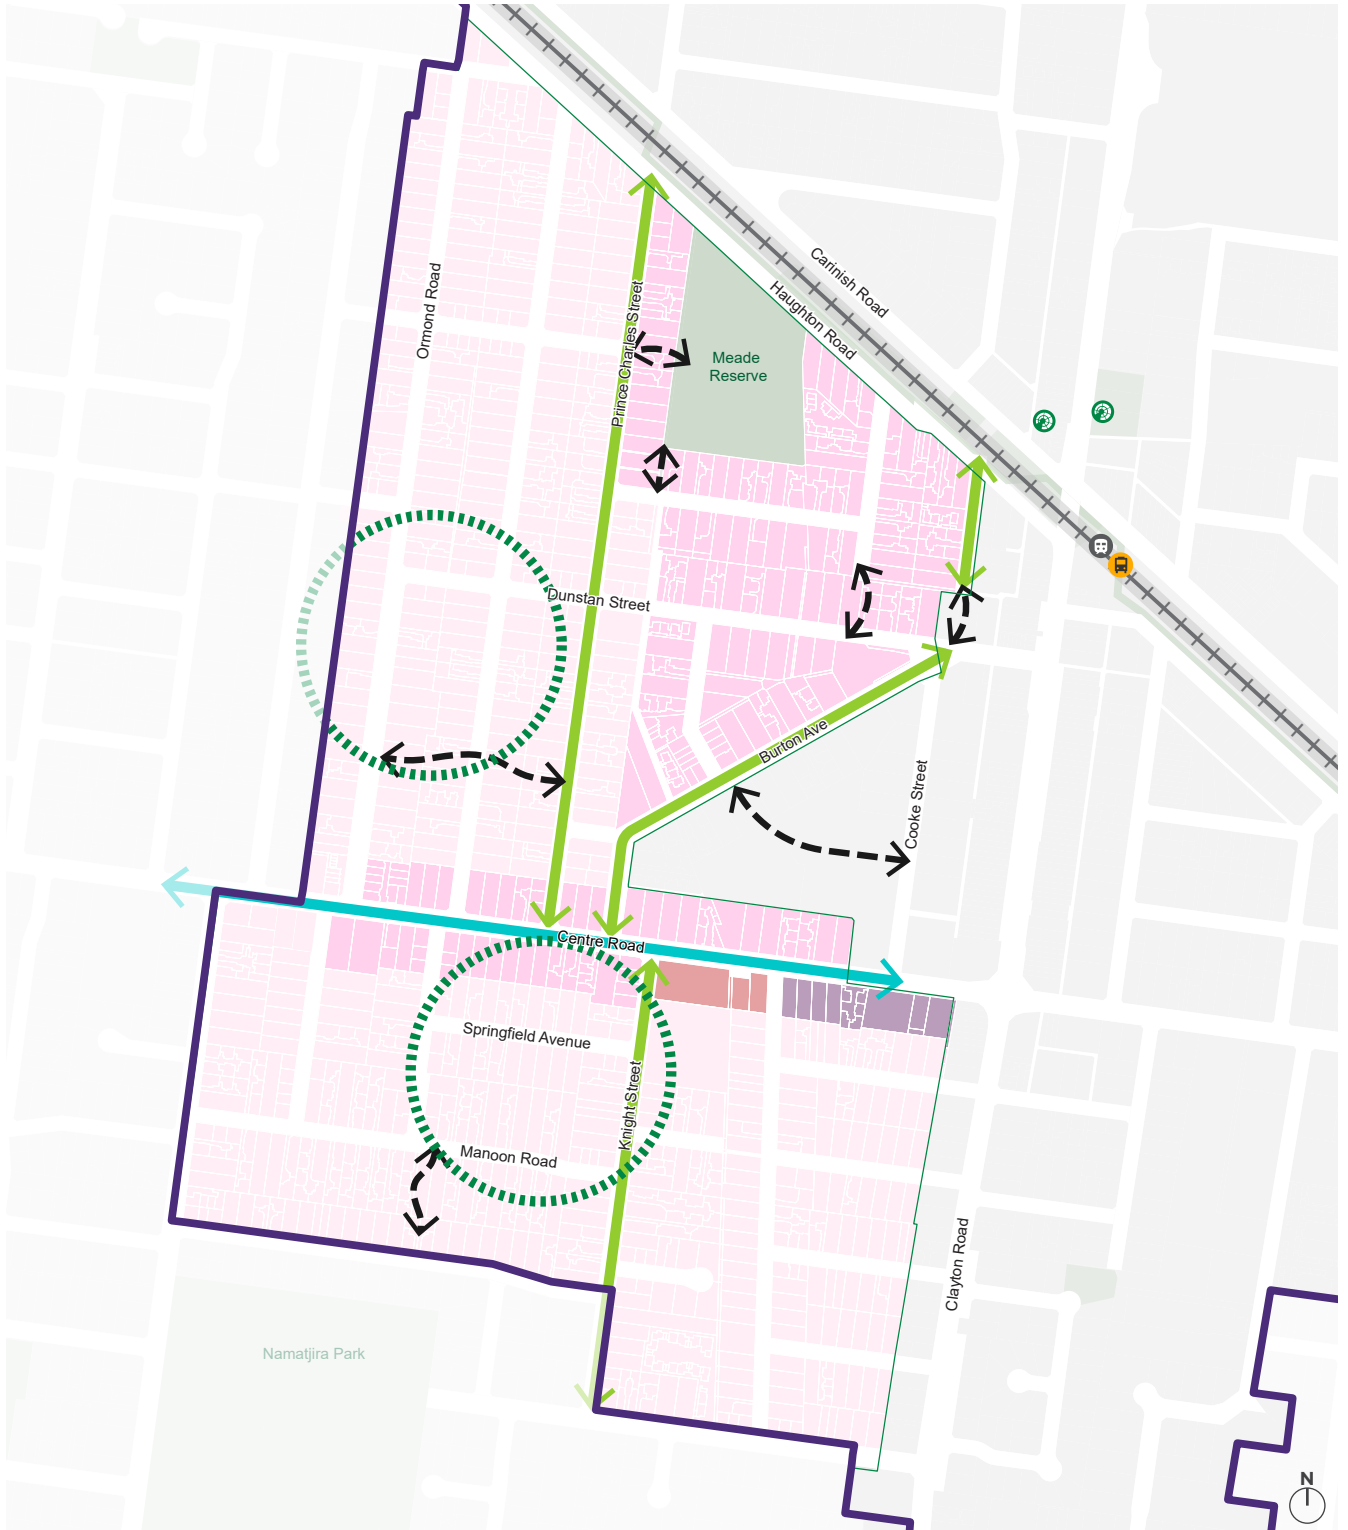 Carinish Road
Haughton Road
Ormond Road
Prince Charles Street
Meade
Reserve
Dunstan Street
Burton Ave
Cooke Street
Centre Road
Springfield Avenue
Knight Street
Manoon Road
Clayton Road
Namatjira Park
N